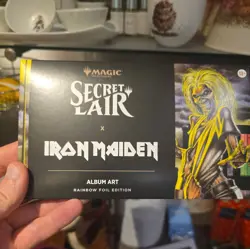 MAGIC
SECRET
LAIR
X
IRON MAIDEN
ALBUM ART
RAINBOW FOIL EDITION